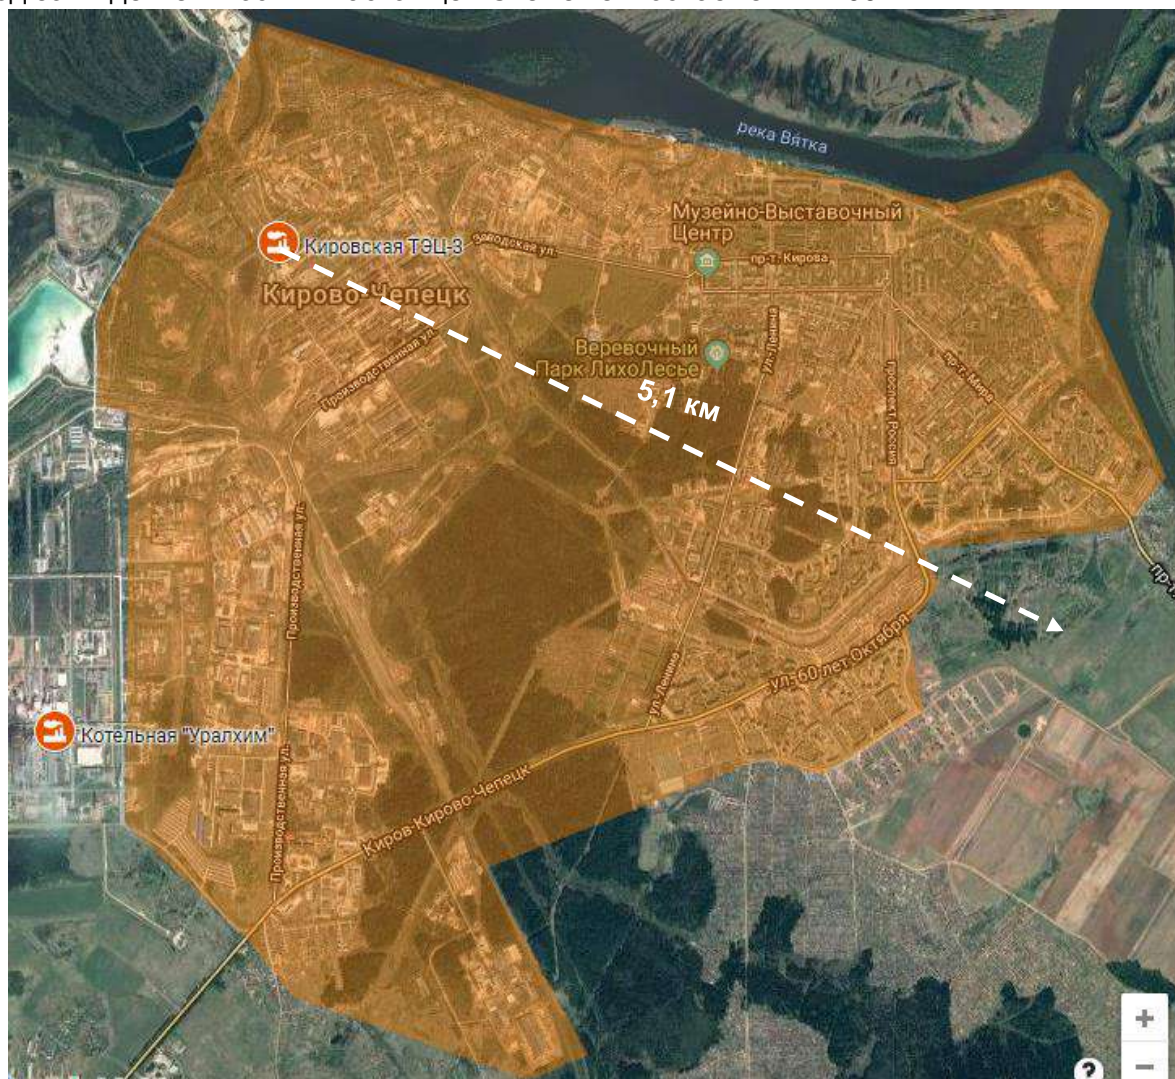 река Вятка
Музейно-Выставочный
Центр
Кировская ТЭЦ-3
Заводская ул.
пр-т. Кирова
Кирово-Чепецк
Производственная ул.
Веревочный
Парк ЛихоЛесье
ул. Ленина
5,1 км
проспект Россия
пр-т. Мира
Производственная ул.
пр-т.
ул. 60 лет Октября
ул. Ленина
Котельная "Уралхим"
Производственная ул.
Киров-Кирово-Чепецк
+
?
−